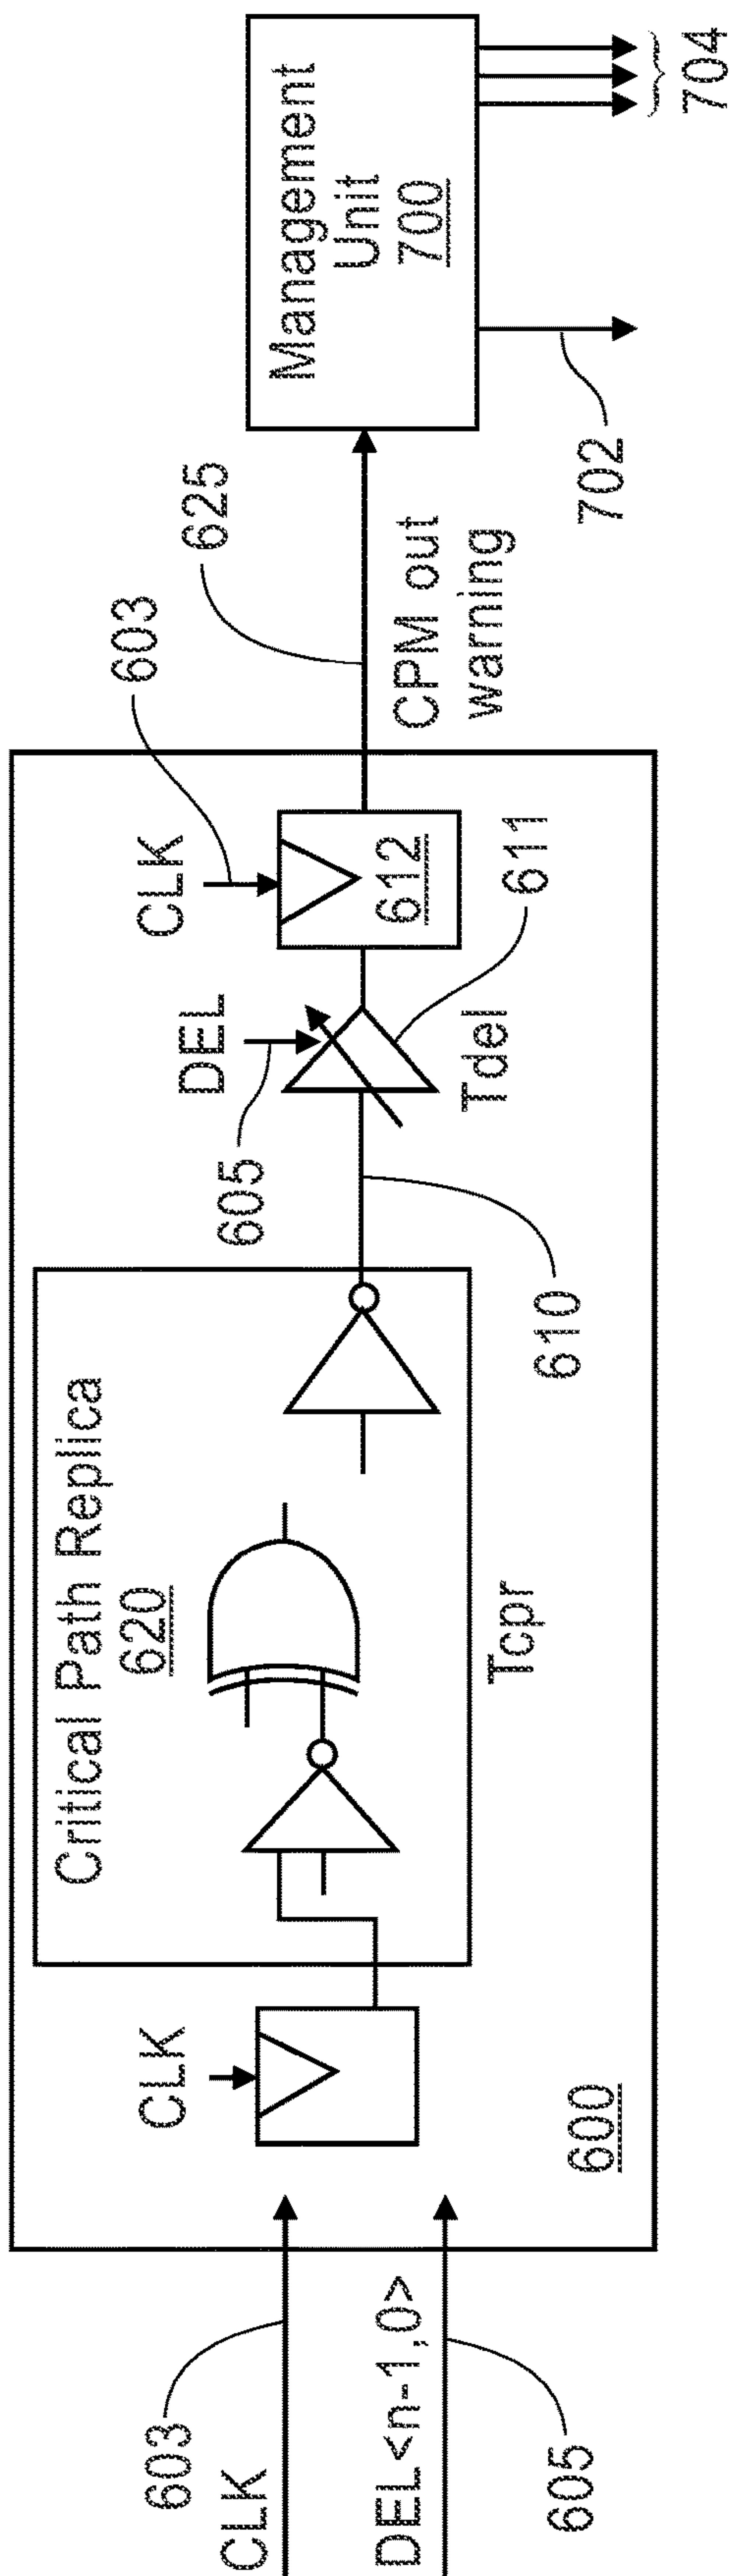 603
CLK
DEL<n-1,0>
605
600
CLK
Critical Path Replica
620
Tcpr
610
605
DEL
Tdel
611
CLK
603
612
625
CPM out
warning
Management
Unit
700
702
704